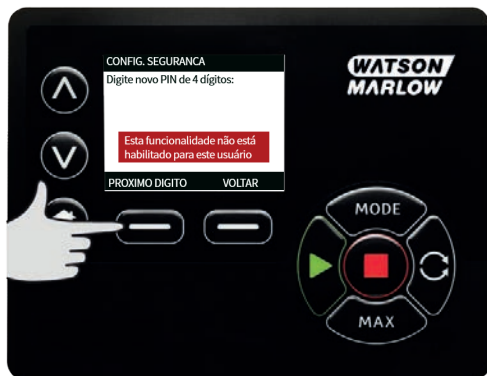 CONFIG. SEGURANCA
Digite novo PIN de 4 dígitos:
Esta funcionalidade não está
habilitado para este usuário
PROXIMO DIGITO VOLTAR
WATSON
MARLOW
MODE
MAX